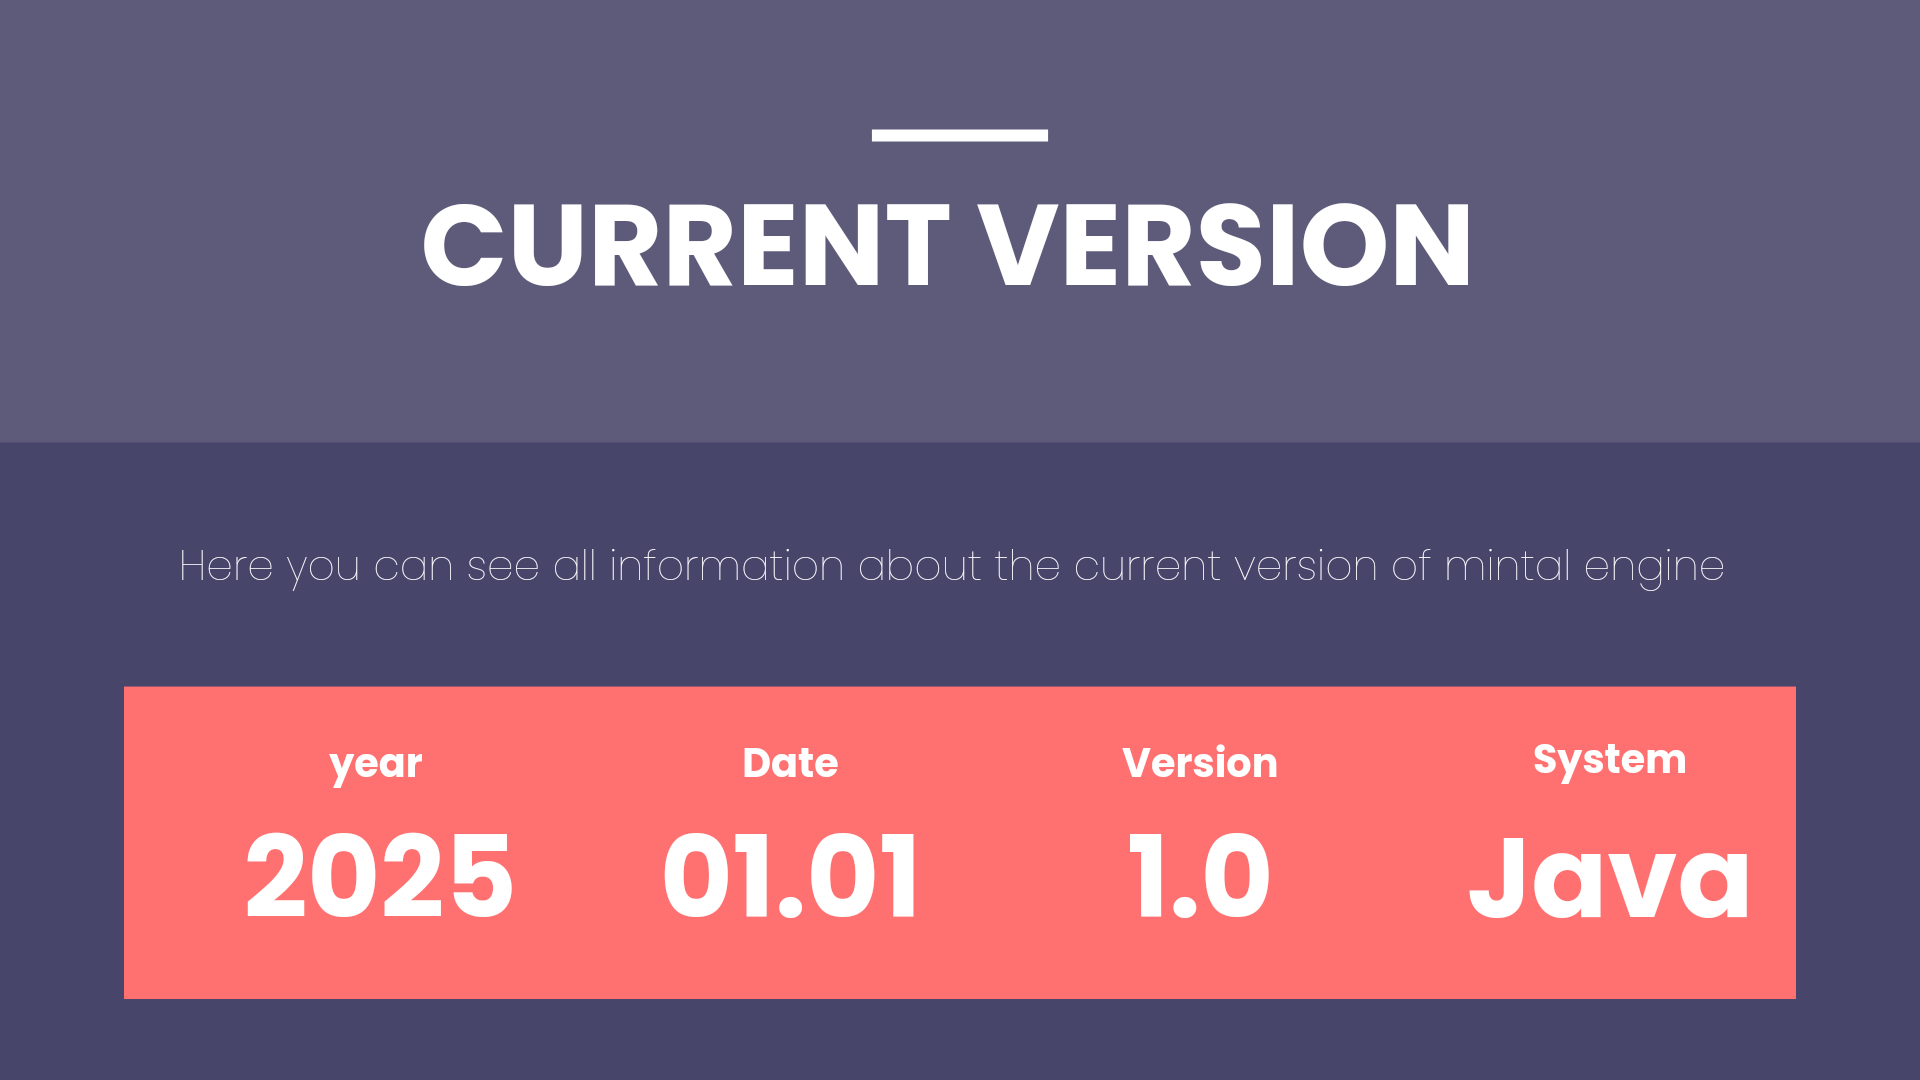 CURRENT VERSION
Here you can see all information about the current version of mintal engine
year Date Version System
2025 01.01 1.0 Java